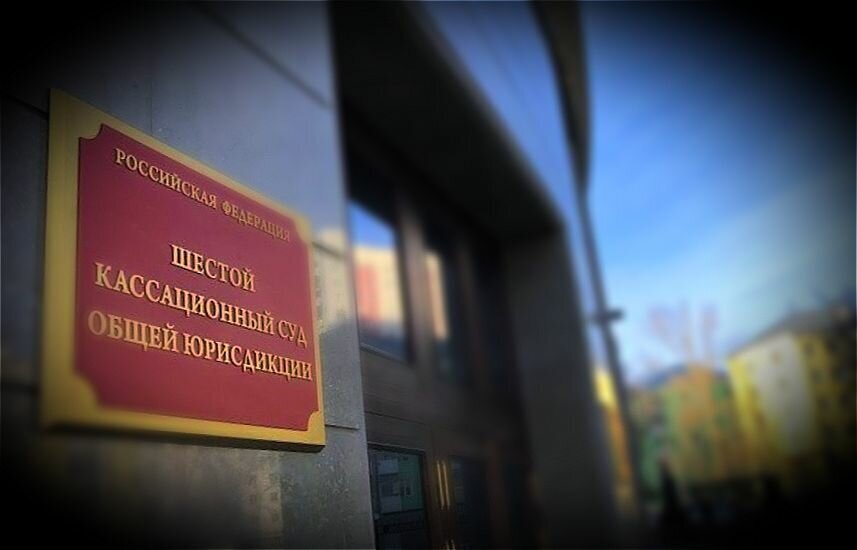 РОССИЙСКАЯ ФЕДЕРАЦИЯ
ШЕСТОЙ
КАССАЦИОННЫЙ СУД
ОБЩЕЙ ЮРИСДИКЦИИ